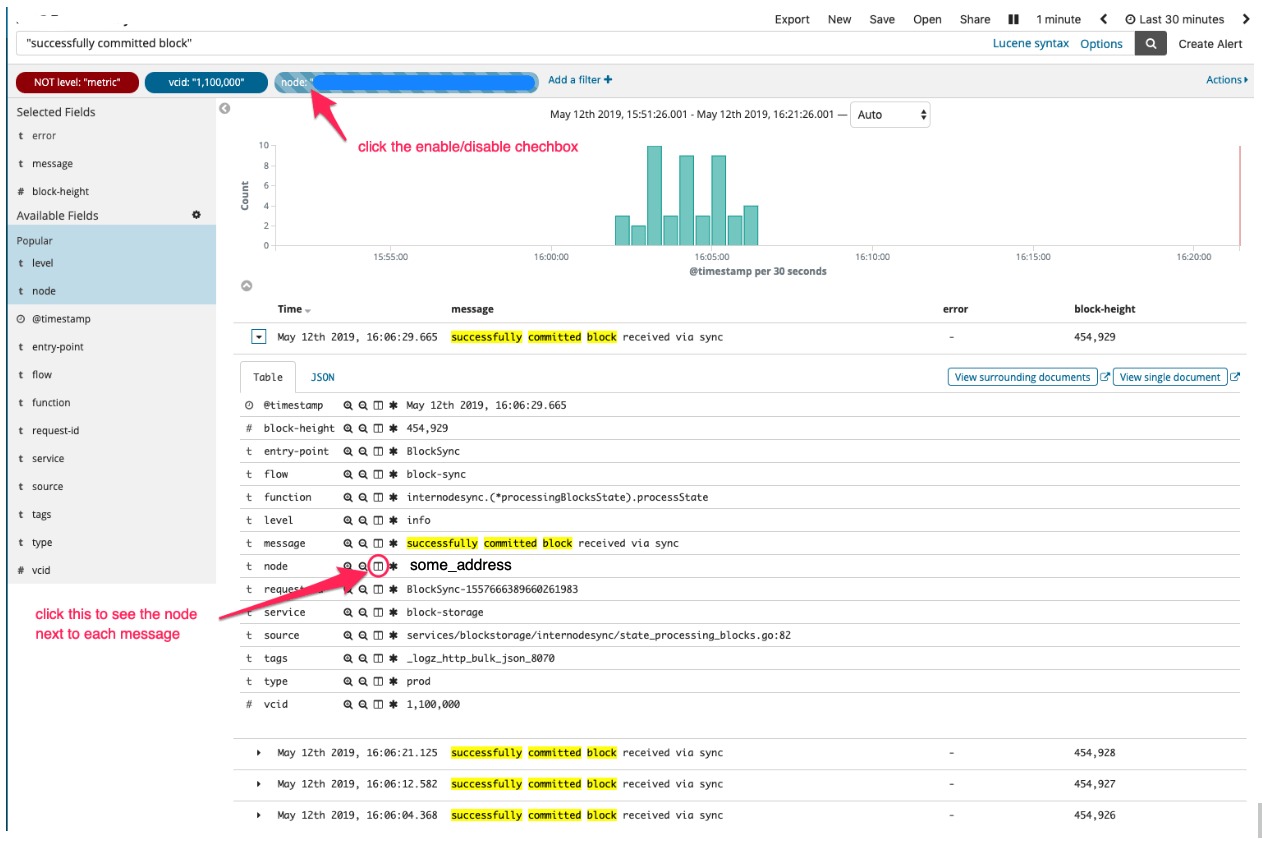 Export New Save Open Share 1 minute Last 30 minutes
"successfully committed block" Lucene syntax Options Create Alert
NOT level: "metric" vcid: "1,100,000" node: " Add a filter Actions
Selected Fields
t error
t message
# block-height
Available Fields
Popular
t level
t node
@timestamp
t entry-point
t flow
t function
t request-id
t service
t source
t tags
t type
# vcid
click this to see the node
next to each message
May 12th 2019, 15:51:26.001 - May 12th 2019, 16:21:26.001 — Auto
click the enable/disable chechbox
Count
10
8
6
4
2
0
15:55:00 16:00:00 16:05:00 16:10:00 16:15:00 16:20:00
@timestamp per 30 seconds
Time message error block-height
May 12th 2019, 16:06:29.665 successfully committed block received via sync - 454,929
Table JSON View surrounding documents View single document
@timestamp May 12th 2019, 16:06:29.665
# block-height 454,929
t entry-point BlockSync
t flow block-sync
t function internodesync.(*processingBlocksState).processState
t level info
t message successfully committed block received via sync
t node some_address
t BlockSync-1557666389660261983
t service block-storage
t source services/blockstorage/internodesync/state_processing_blocks.go:82
t tags _logz_http_bulk_json_8070
t type prod
# vcid 1,100,000
May 12th 2019, 16:06:21.125 successfully committed block received via sync - 454,928
May 12th 2019, 16:06:12.582 successfully committed block received via sync - 454,927
May 12th 2019, 16:06:04.368 successfully committed block received via sync - 454,926